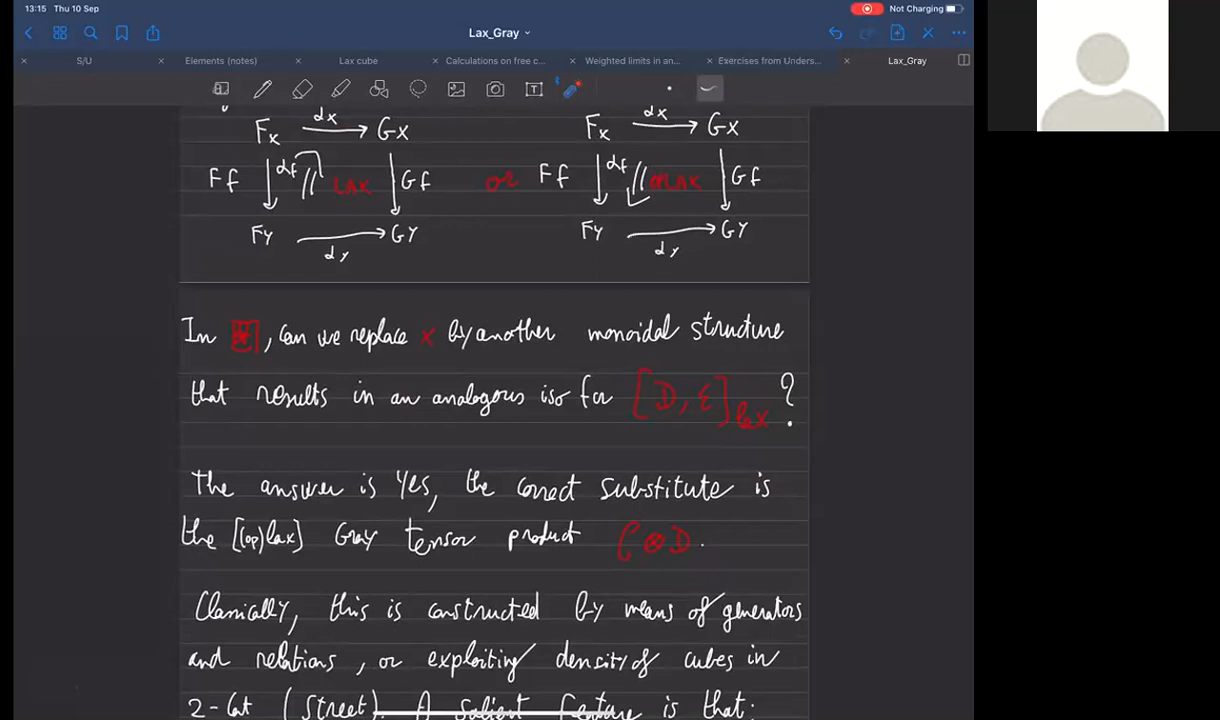 13:15 Thu 10 Sep
Not Charging
Lax_Gray
S/U
Elements (notes)
Lax cube
Calculations on free c...
Weighted limits in an...
Exercises from Unders...
Lax_Gray
Fx αx Gx Fx αx Gx
Ff αf LAX Gf or Ff αf OPLAX Gf
Fy αy Gy Fy αy Gy
In [*], can we replace × by another monoidal structure
that results in an analogous iso for [D, E]lax ?
The answer is Yes, the correct substitute is
the [(op)lax] Gray tensor product C ⊗ D.
Classically, this is constructed by means of generators
and relations, or exploiting density of cubes in
2-Cat (Street). A salient feature is that: